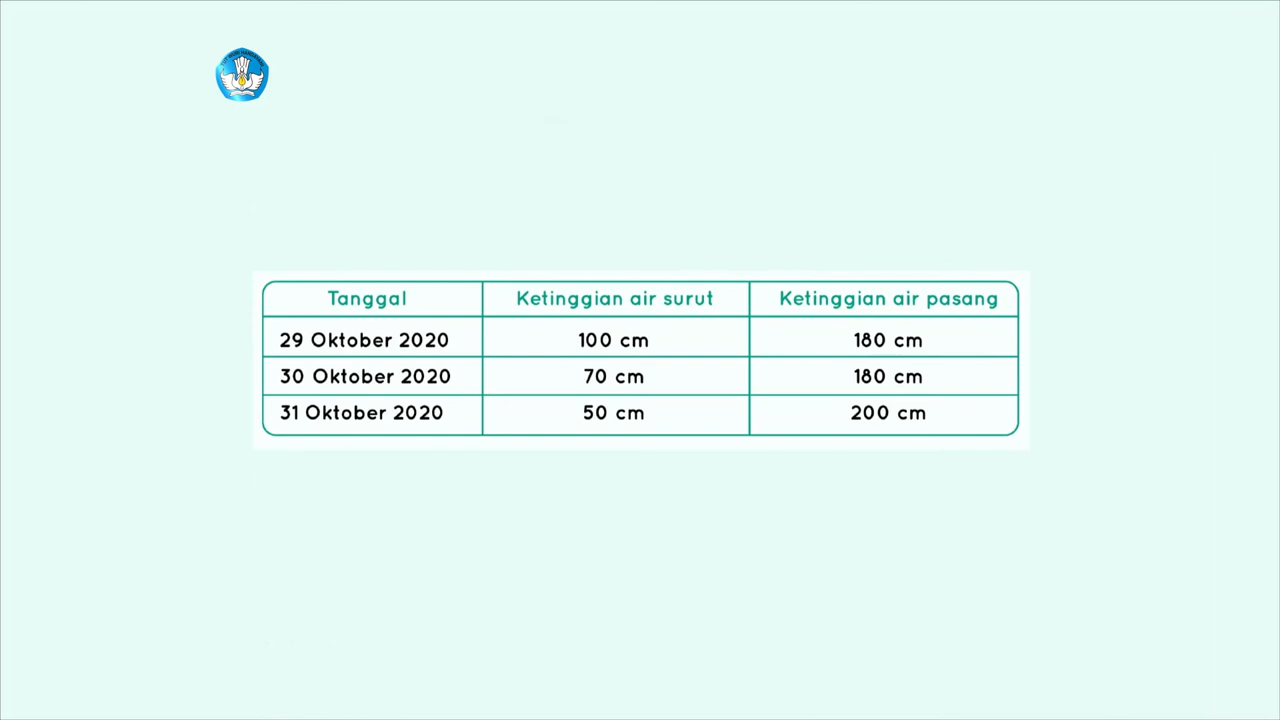 Tanggal Ketinggian air surut Ketinggian air pasang
29 Oktober 2020 100 cm 180 cm
30 Oktober 2020 70 cm 180 cm
31 Oktober 2020 50 cm 200 cm